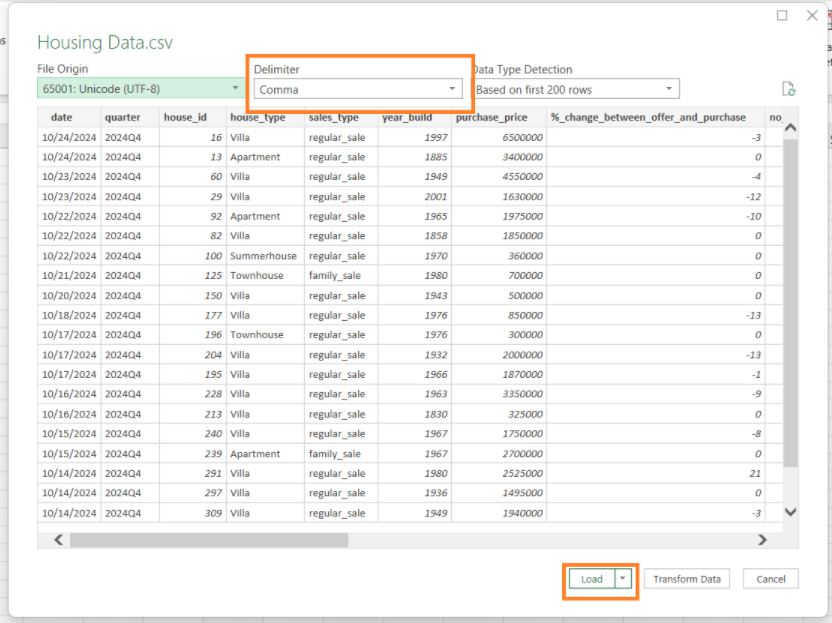 Housing Data.csv
File Origin Delimiter Data Type Detection
65001: Unicode (UTF-8) Comma Based on first 200 rows
date quarter house_id house_type sales_type year_build purchase_price %_change_between_offer_and_purchase no_
10/24/2024 2024Q4 16 Villa regular_sale 1997 6500000 -3
10/24/2024 2024Q4 13 Apartment regular_sale 1885 3400000 0
10/23/2024 2024Q4 60 Villa regular_sale 1949 4550000 -4
10/23/2024 2024Q4 29 Villa regular_sale 2001 1630000 -12
10/22/2024 2024Q4 92 Apartment regular_sale 1965 1975000 -10
10/22/2024 2024Q4 82 Villa regular_sale 1858 1850000 0
10/22/2024 2024Q4 100 Summerhouse regular_sale 1970 360000 0
10/21/2024 2024Q4 125 Townhouse family_sale 1980 700000 0
10/20/2024 2024Q4 150 Villa regular_sale 1943 500000 0
10/18/2024 2024Q4 177 Villa regular_sale 1976 850000 -13
10/17/2024 2024Q4 196 Townhouse regular_sale 1976 300000 0
10/17/2024 2024Q4 204 Villa regular_sale 1932 2000000 -13
10/17/2024 2024Q4 195 Villa regular_sale 1966 1870000 -1
10/16/2024 2024Q4 228 Villa regular_sale 1963 3350000 -9
10/16/2024 2024Q4 213 Villa regular_sale 1830 325000 0
10/15/2024 2024Q4 240 Villa regular_sale 1967 1750000 -8
10/15/2024 2024Q4 239 Apartment family_sale 1967 2700000 0
10/14/2024 2024Q4 291 Villa regular_sale 1980 2525000 21
10/14/2024 2024Q4 297 Villa regular_sale 1936 1495000 0
10/14/2024 2024Q4 309 Villa regular_sale 1949 1940000 -3
Load Transform Data Cancel